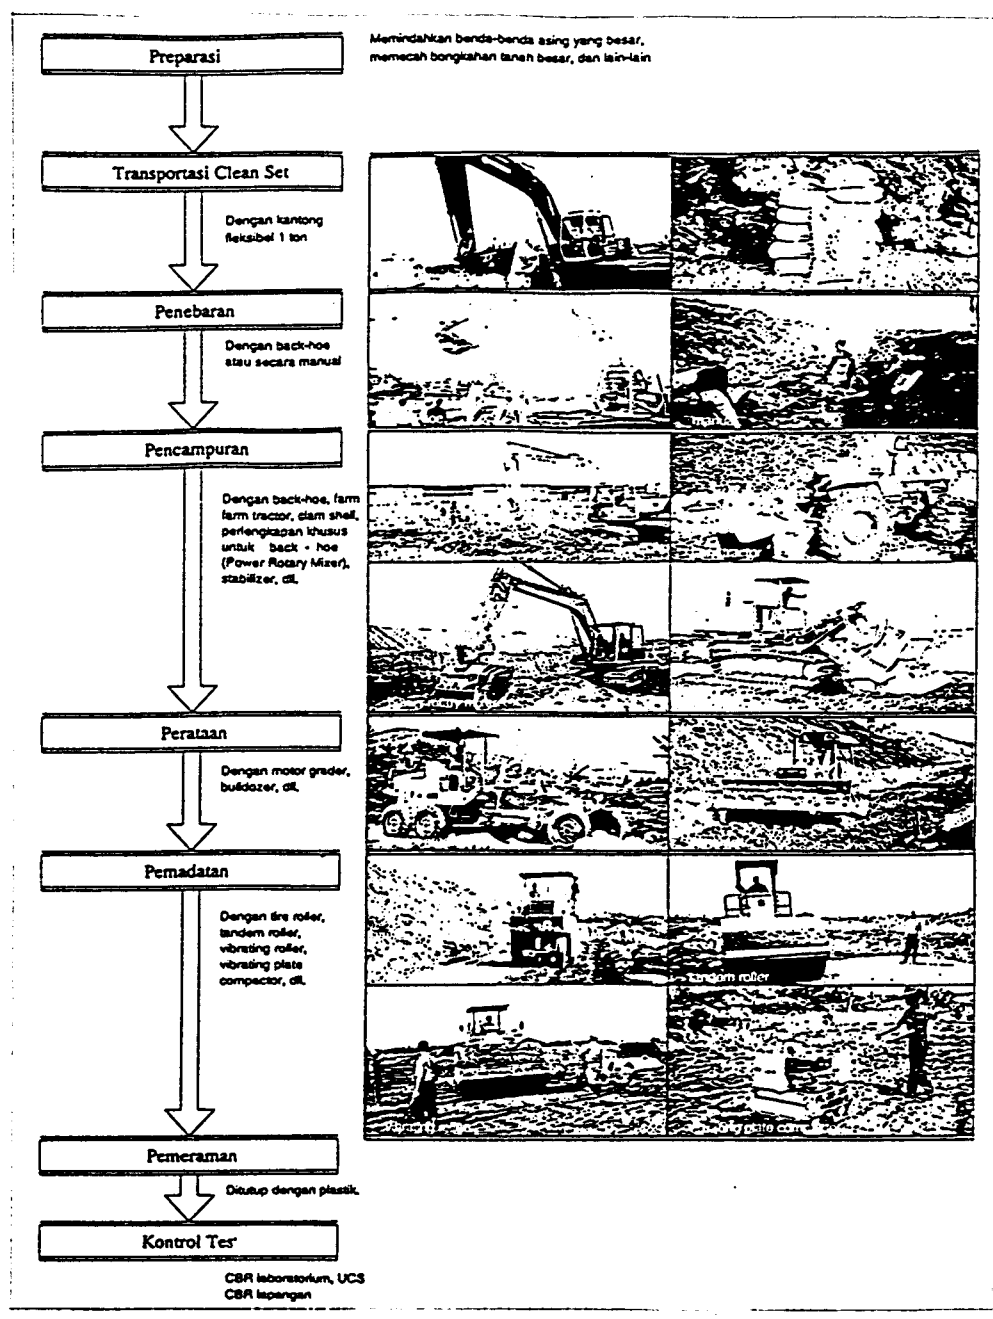 Preparasi
Memindahkan benda-benda asing yang besar,
memecah bongkahan tanah besar, dan lain-lain
Transportasi Clean Set
Dengan kantong
fleksibel 1 ton
Penebaran
Dengan back-hoe
atau secara manual
Pencampuran
Dengan back-hoe, farm
farm tractor, clam shell,
perlengkapan khusus
untuk back - hoe
(Power Rotary Mizer),
stabilizer, dll.
Perataan
Dengan motor grader,
bulldozer, dll.
Pemadatan
Dengan tire roller,
tandem roller,
vibrating roller,
vibrating plate
compactor, dll.
tandom roller
Pemeraman
Ditutup dengan plastik.
Kontrol Tes
CBR laboratorium, UCS
CBR lapangan